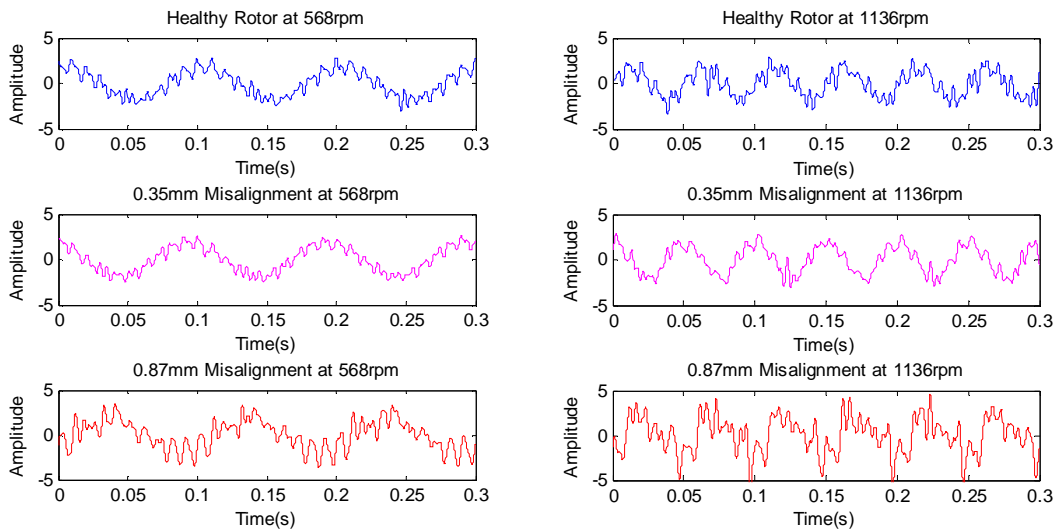 Healthy Rotor at 568rpm
Amplitude
5
0
-5
0 0.05 0.1 0.15 0.2 0.25 0.3
Time(s)
Healthy Rotor at 1136rpm
Amplitude
5
0
-5
0 0.05 0.1 0.15 0.2 0.25 0.3
Time(s)
0.35mm Misalignment at 568rpm
Amplitude
5
0
-5
0 0.05 0.1 0.15 0.2 0.25 0.3
Time(s)
0.35mm Misalignment at 1136rpm
Amplitude
5
0
-5
0 0.05 0.1 0.15 0.2 0.25 0.3
Time(s)
0.87mm Misalignment at 568rpm
Amplitude
5
0
-5
0 0.05 0.1 0.15 0.2 0.25 0.3
Time(s)
0.87mm Misalignment at 1136rpm
Amplitude
5
0
-5
0 0.05 0.1 0.15 0.2 0.25 0.3
Time(s)